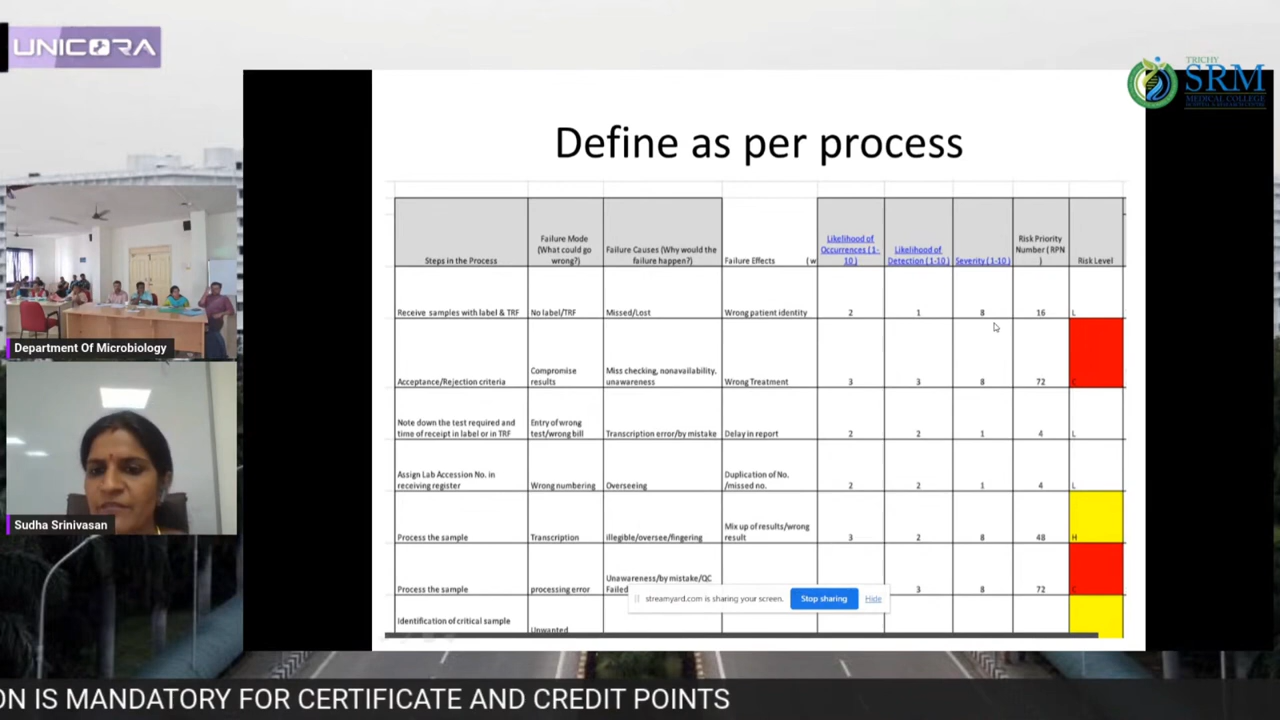 UNICORA
TRICHY
SRM
MEDICAL COLLEGE
HOSPITAL & RESEARCH CENTRE
Define as per process
Steps in the Process
Failure Mode
(What could go
wrong?)
Failure Causes (Why would the
failure happen?)
Failure Effects (w
Likelihood of
Occurrences (1-
10)
Likelihood of
Detection (1-10)
Severity (1-10)
Risk Priority
Number (RPN
)
Risk Level
Receive samples with label & TRF
No label/TRF
Missed/Lost
Wrong patient identity
2
1
8
16
L
Acceptance/Rejection criteria
Compromise
results
Miss checking, nonavailability,
unawareness
Wrong Treatment
3
3
8
72
C
Note down the test required and
time of receipt in label or in TRF
Entry of wrong
test/wrong bill
Transcription error/by mistake
Delay in report
2
2
1
4
L
Assign Lab Accession No. in
receiving register
Wrong numbering
Overseeing
Duplication of No.
/missed no.
2
2
1
4
L
Process the sample
Transcription
illegible/oversee/fingering
Mix up of results/wrong
result
3
2
8
48
H
Process the sample
processing error
Unawareness/by mistake/QC
Failed
3
8
72
C
Identification of critical sample
Unwanted
streamyard.com is sharing your screen.
Stop sharing
Hide
Department Of Microbiology
Sudha Srinivasan
ON IS MANDATORY FOR CERTIFICATE AND CREDIT POINTS